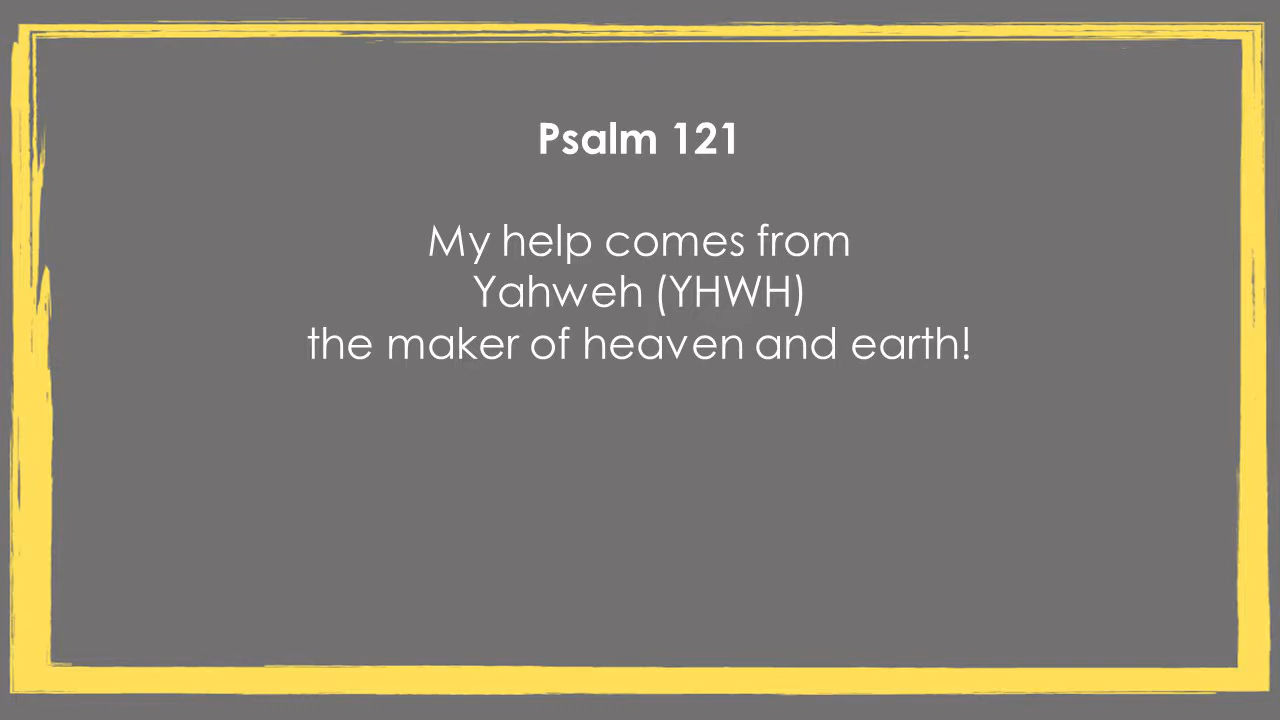 Psalm 121
My help comes from
Yahweh (YHWH)
the maker of heaven and earth!